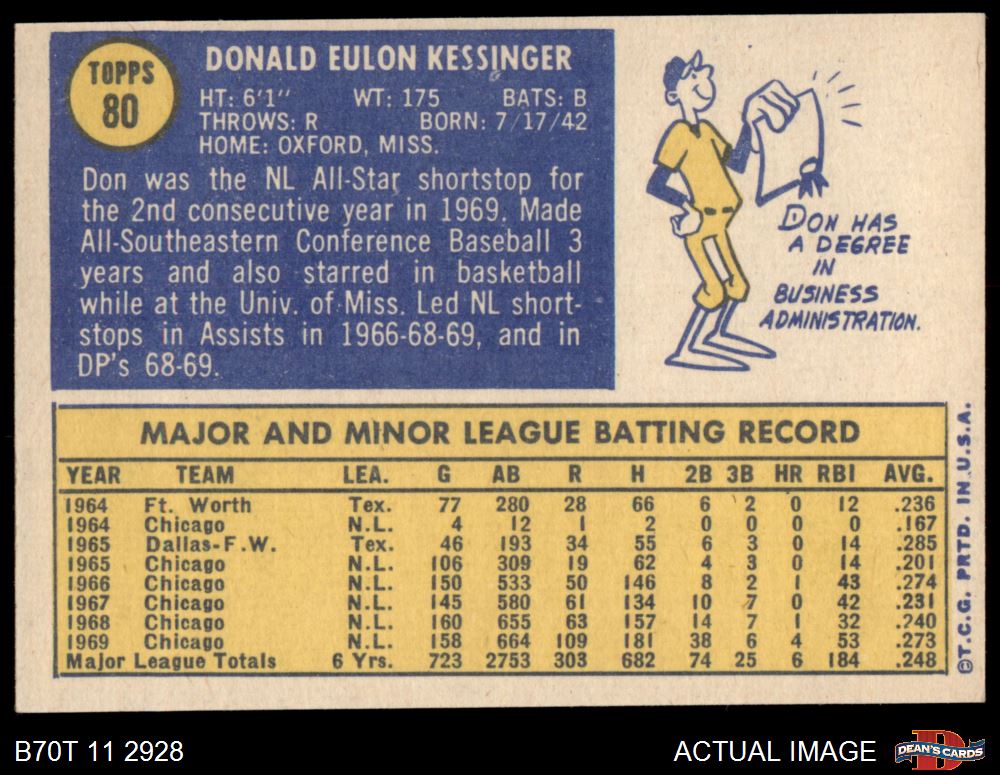 TOPPS
80
DONALD EULON KESSINGER
HT: 6'1" WT: 175 BATS: B
THROWS: R BORN: 7/17/42
HOME: OXFORD, MISS.
Don was the NL All-Star shortstop for
the 2nd consecutive year in 1969. Made
All-Southeastern Conference Baseball 3
years and also starred in basketball
while at the Univ. of Miss. Led NL short-
stops in Assists in 1966-68-69, and in
DP's 68-69.
DON HAS
A DEGREE
IN
BUSINESS
ADMINISTRATION.
MAJOR AND MINOR LEAGUE BATTING RECORD
YEAR TEAM LEA. G AB R H 2B 3B HR RBI AVG.
1964 Ft. Worth Tex. 77 280 28 66 6 2 0 12 .236
1964 Chicago N.L. 4 12 1 2 0 0 0 0 .167
1965 Dallas-F.W. Tex. 46 193 34 55 6 3 0 14 .285
1965 Chicago N.L. 106 309 19 62 4 3 0 14 .201
1966 Chicago N.L. 150 533 50 146 8 2 1 43 .274
1967 Chicago N.L. 145 580 61 134 10 7 0 42 .231
1968 Chicago N.L. 160 655 63 157 14 7 1 32 .240
1969 Chicago N.L. 158 664 109 181 38 6 4 53 .273
Major League Totals 6 Yrs. 723 2753 303 682 74 25 6 184 .248
©T.C.G. PRTD. IN U.S.A.
B70T 11 2928
ACTUAL IMAGE
DEAN'S CARDS